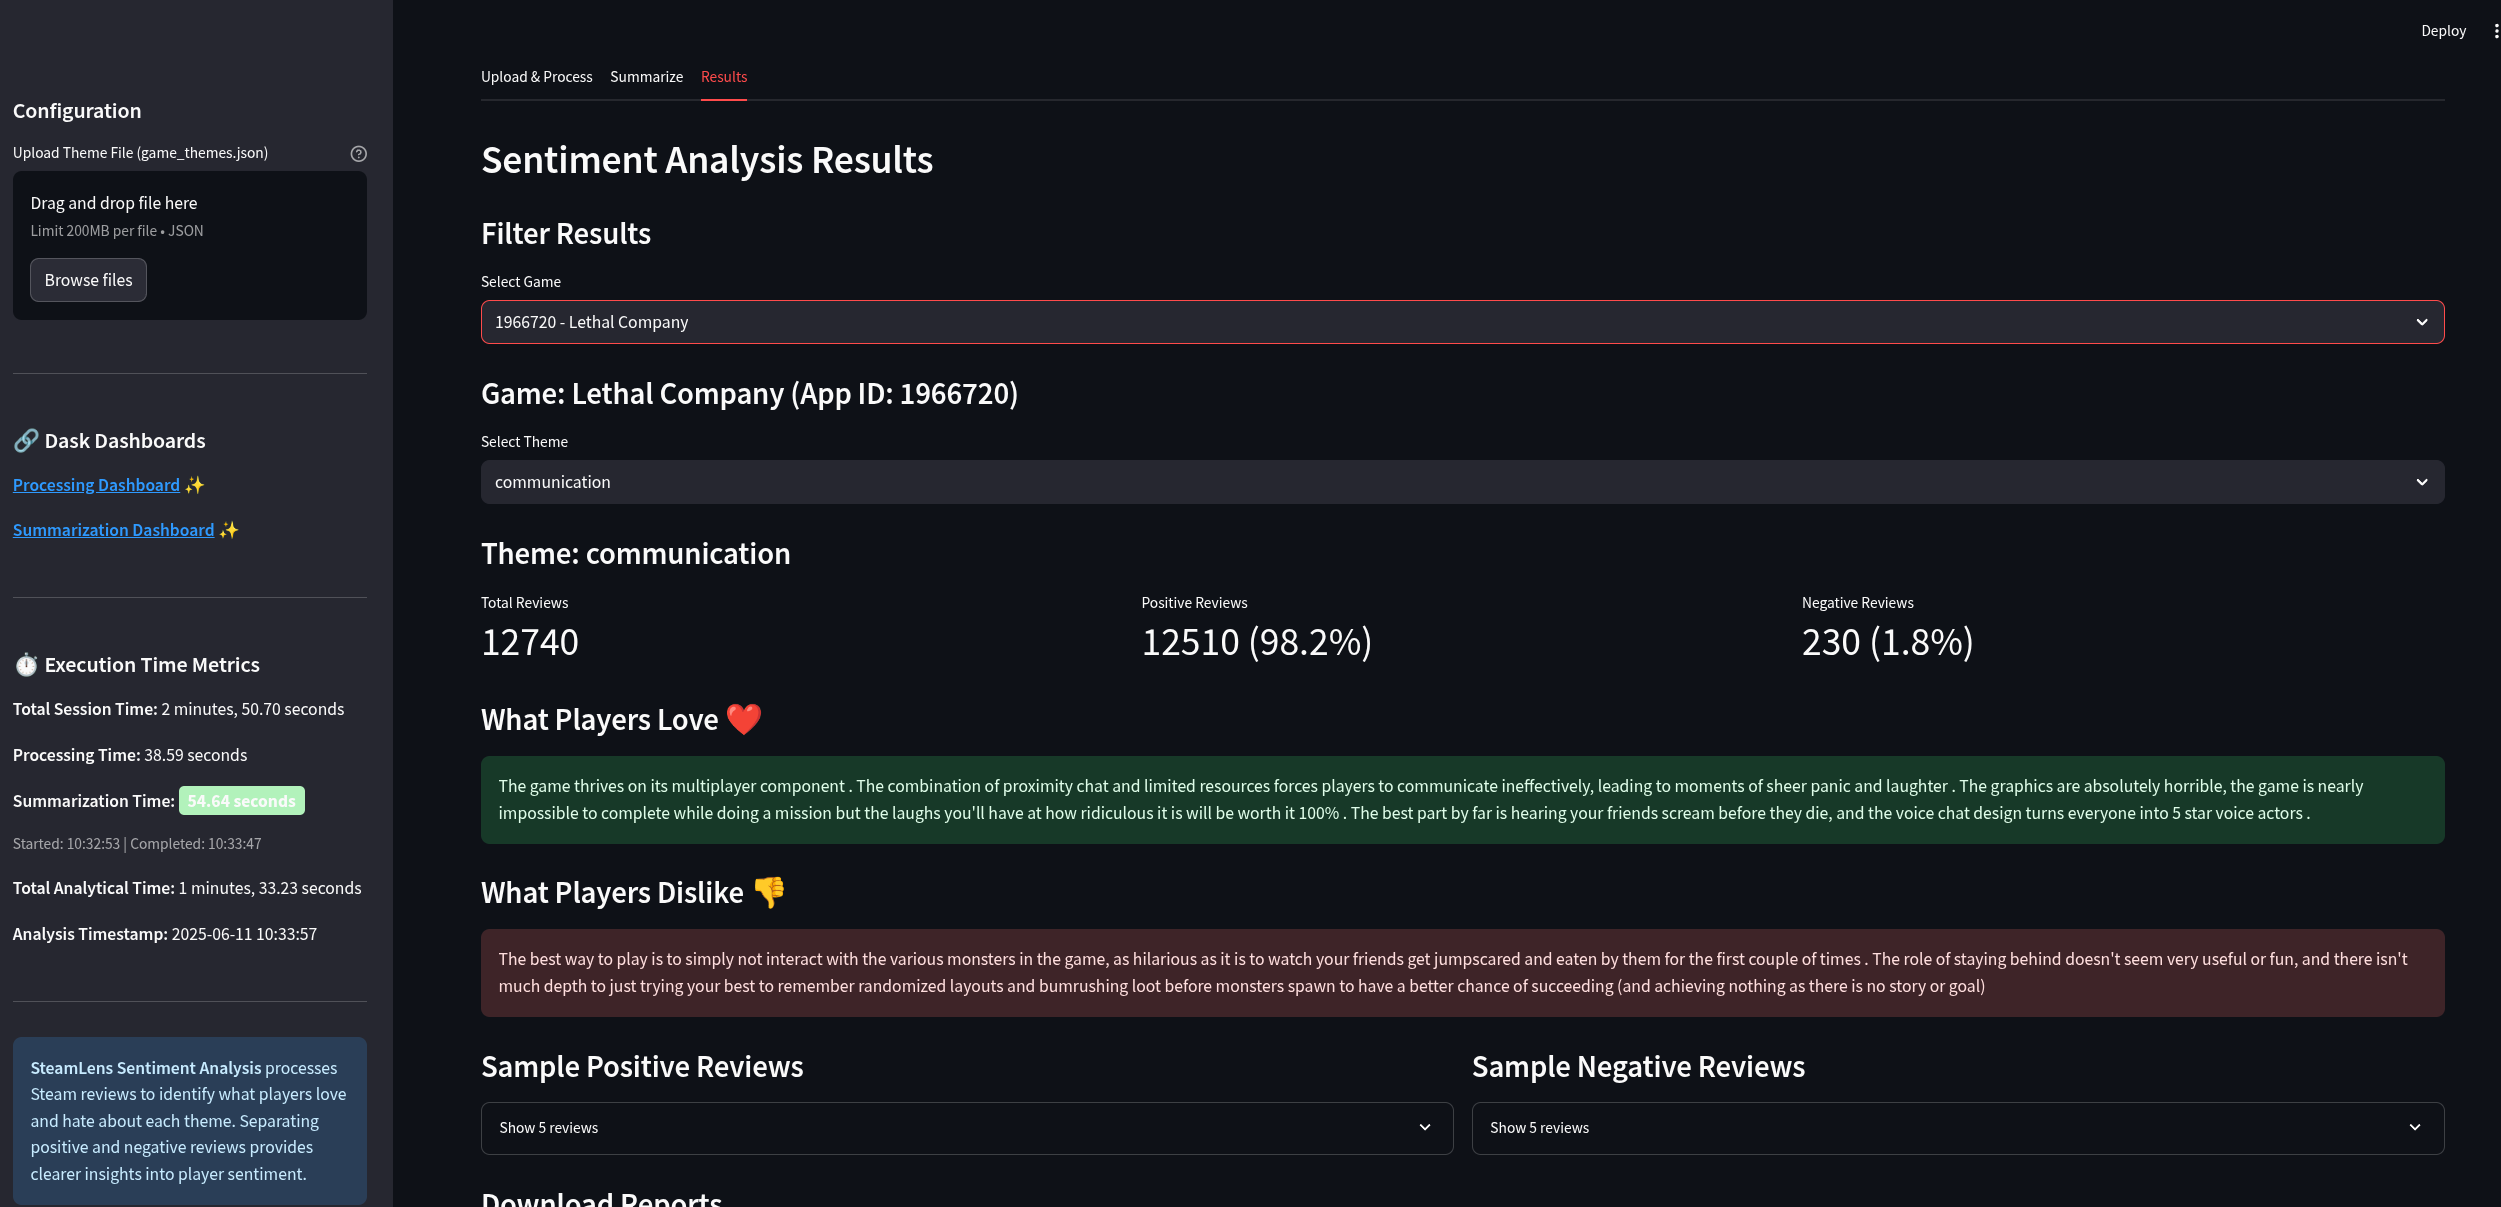 Deploy
Configuration
Upload Theme File (game_themes.json)
Drag and drop file here
Limit 200MB per file • JSON
Browse files
🔗 Dask Dashboards
Processing Dashboard ✨
Summarization Dashboard ✨
⏱️ Execution Time Metrics
Total Session Time: 2 minutes, 50.70 seconds
Processing Time: 38.59 seconds
Summarization Time: 54.64 seconds
Started: 10:32:53 | Completed: 10:33:47
Total Analytical Time: 1 minutes, 33.23 seconds
Analysis Timestamp: 2025-06-11 10:33:57
SteamLens Sentiment Analysis processes
Steam reviews to identify what players love
and hate about each theme. Separating
positive and negative reviews provides
clearer insights into player sentiment.
Upload & Process Summarize Results
Sentiment Analysis Results
Filter Results
Select Game
1966720 - Lethal Company
Game: Lethal Company (App ID: 1966720)
Select Theme
communication
Theme: communication
Total Reviews Positive Reviews Negative Reviews
12740 12510 (98.2%) 230 (1.8%)
What Players Love ❤️
The game thrives on its multiplayer component . The combination of proximity chat and limited resources forces players to communicate ineffectively, leading to moments of sheer panic and laughter . The graphics are absolutely horrible, the game is nearly
impossible to complete while doing a mission but the laughs you'll have at how ridiculous it is will be worth it 100% . The best part by far is hearing your friends scream before they die, and the voice chat design turns everyone into 5 star voice actors .
What Players Dislike 👎
The best way to play is to simply not interact with the various monsters in the game, as hilarious as it is to watch your friends get jumpscared and eaten by them for the first couple of times . The role of staying behind doesn't seem very useful or fun, and there isn't
much depth to just trying your best to remember randomized layouts and bumrushing loot before monsters spawn to have a better chance of succeeding (and achieving nothing as there is no story or goal)
Sample Positive Reviews Sample Negative Reviews
Show 5 reviews Show 5 reviews
Download Reports